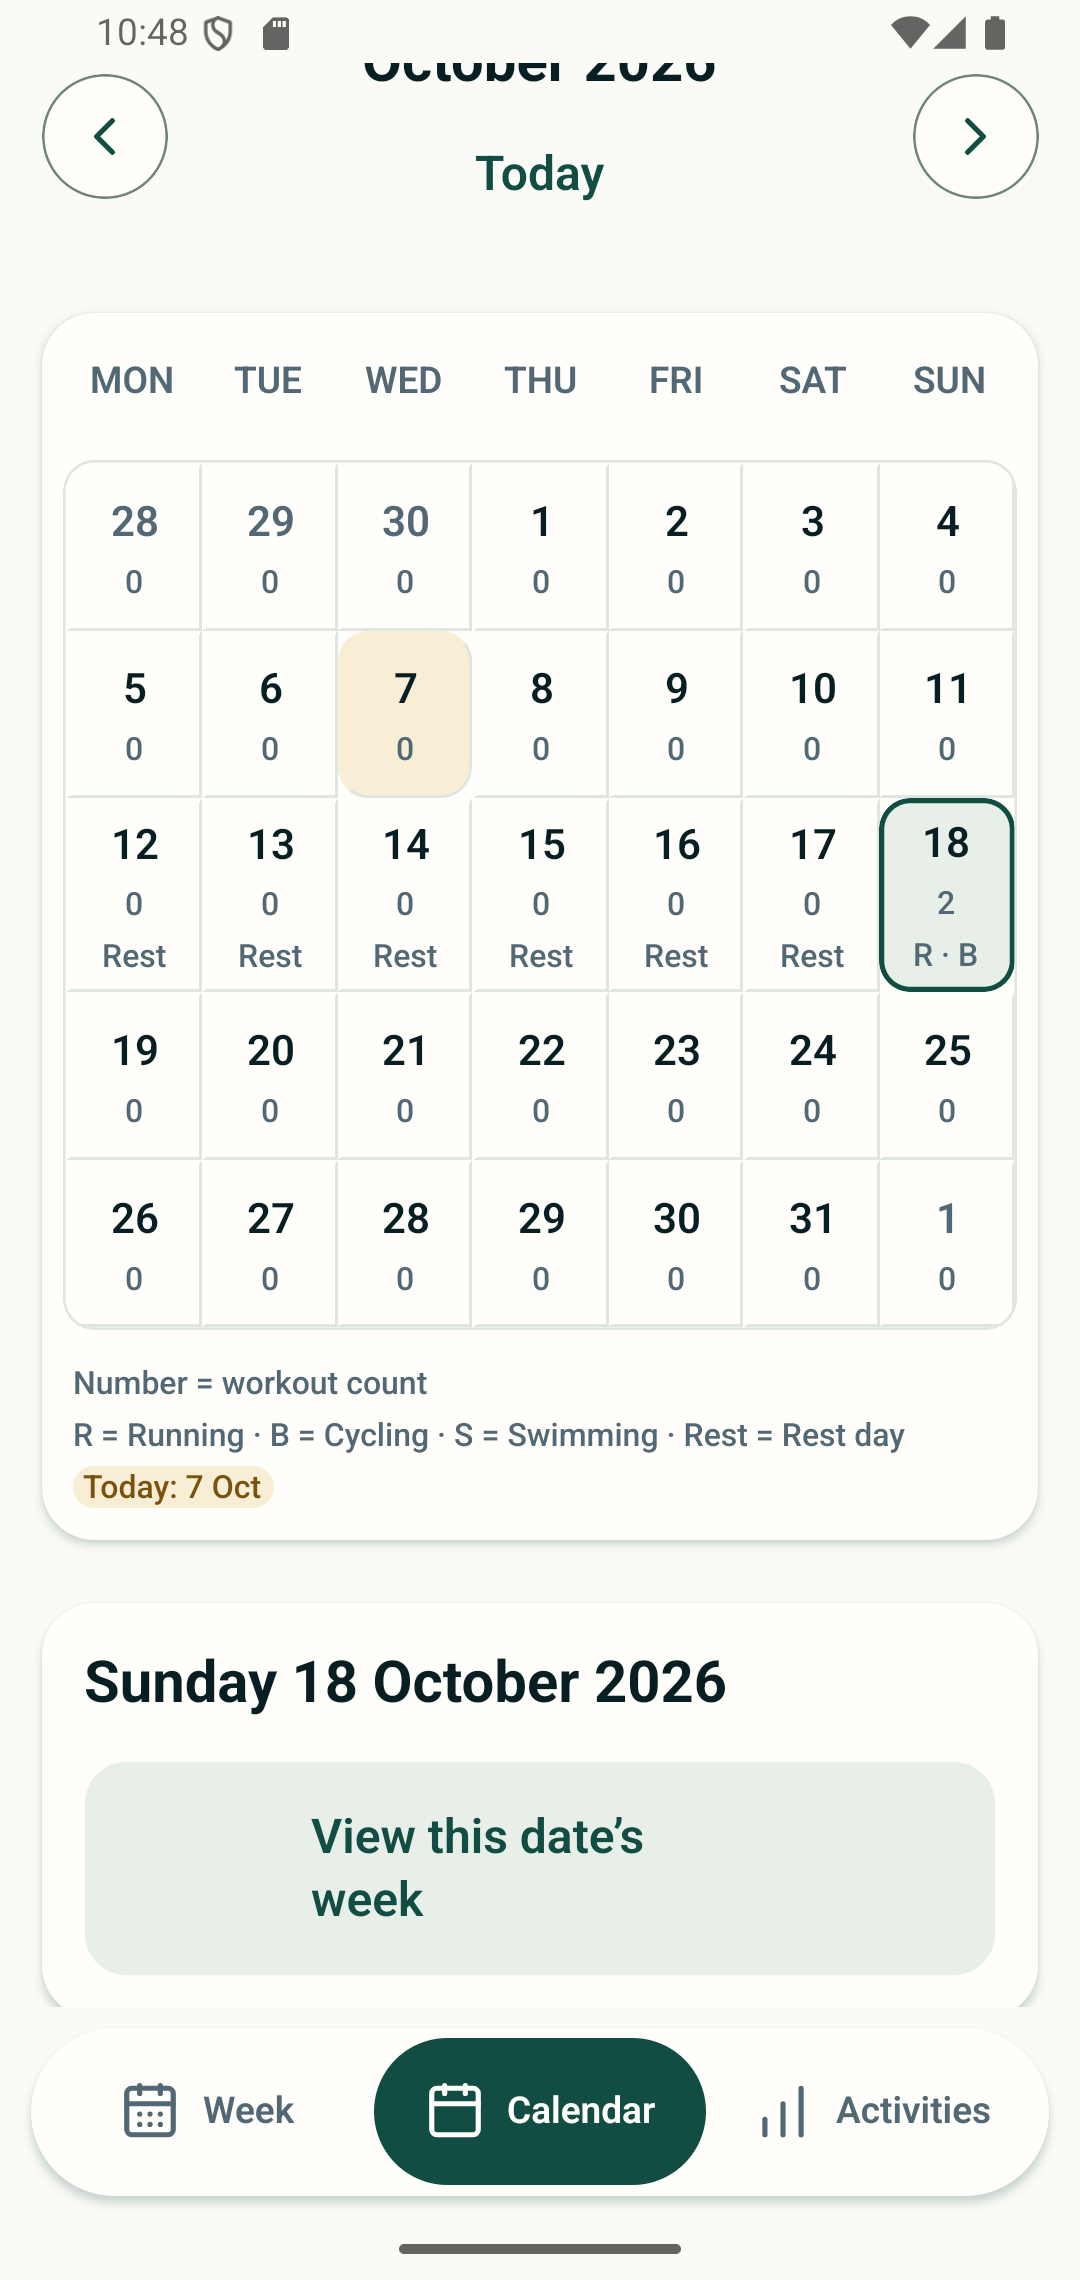 10:48
October 2026
Today
MON TUE WED THU FRI SAT SUN
28 29 30 1 2 3 4
0 0 0 0 0 0 0
5 6 7 8 9 10 11
0 0 0 0 0 0 0
12 13 14 15 16 17 18
0 0 0 0 0 0 2
Rest Rest Rest Rest Rest Rest R · B
19 20 21 22 23 24 25
0 0 0 0 0 0 0
26 27 28 29 30 31 1
0 0 0 0 0 0 0
Number = workout count
R = Running · B = Cycling · S = Swimming · Rest = Rest day
Today: 7 Oct
Sunday 18 October 2026
View this date’s
week
Week Calendar Activities